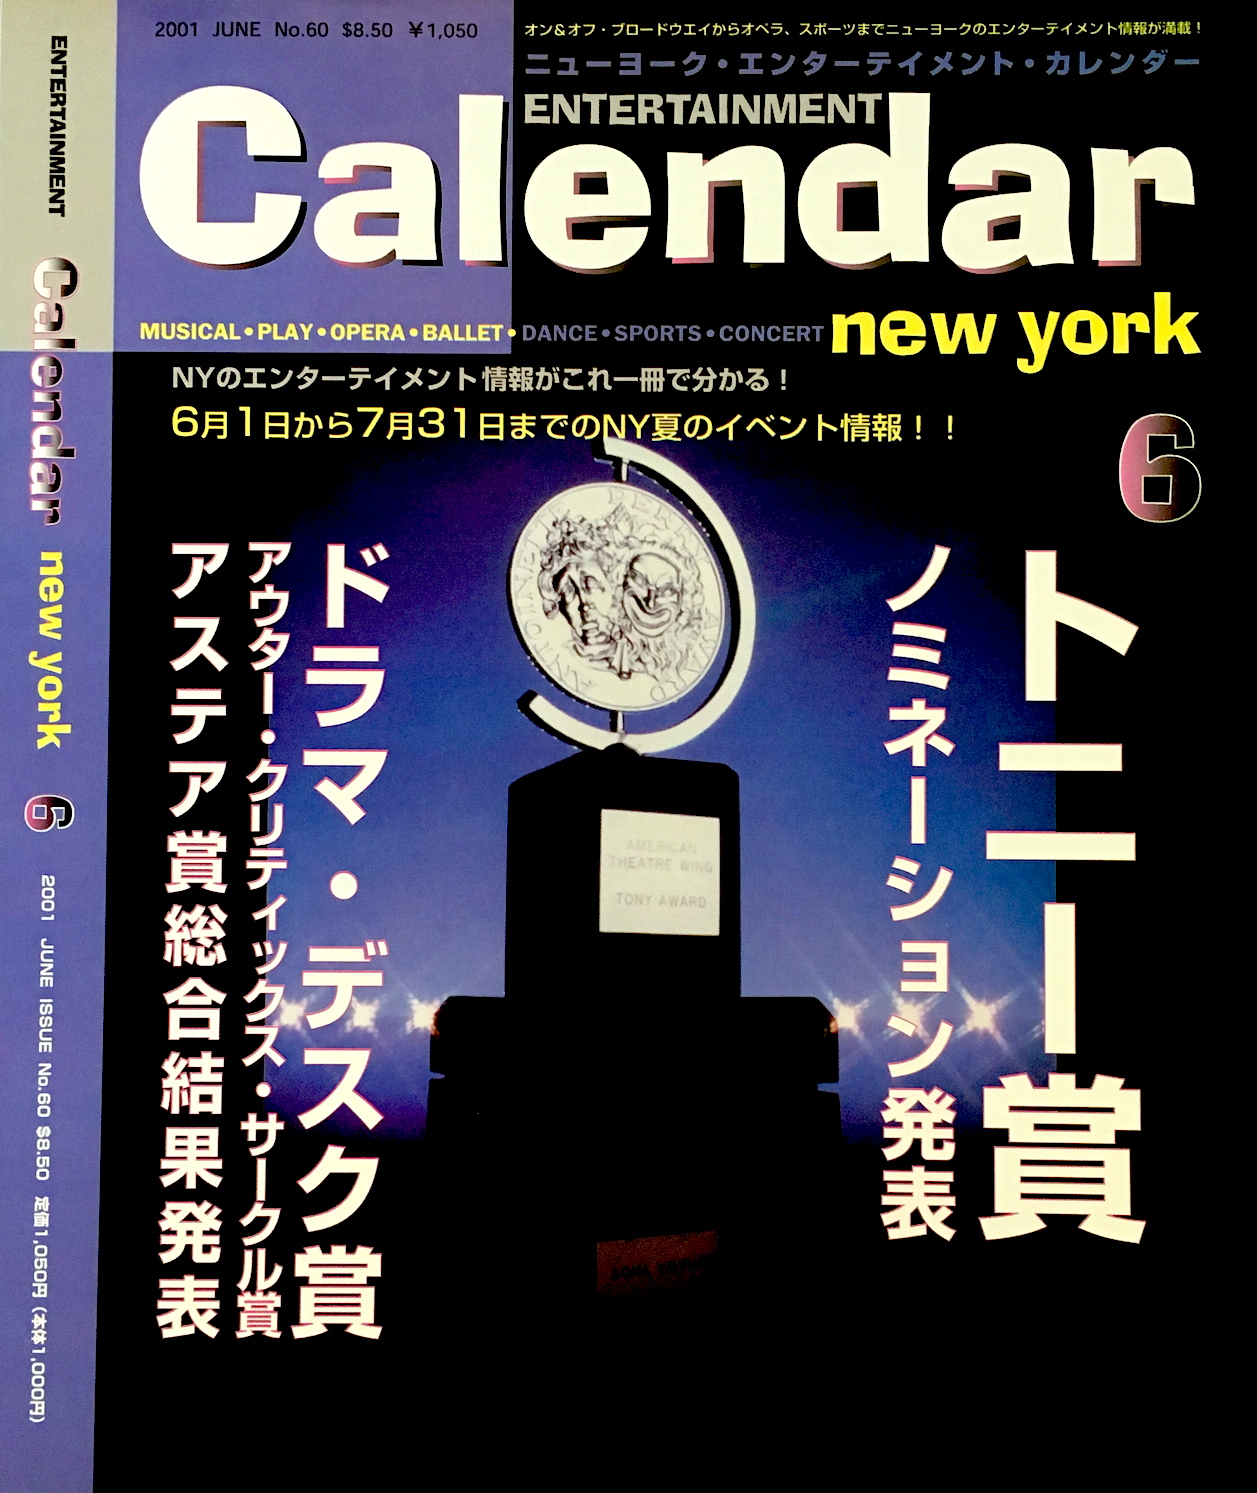 2001 JUNE No.60 $8.50 ￥1,050
オン&オフ・ブロードウエイからオペラ、スポーツまでニューヨークのエンターテイメント情報が満載！
ニューヨーク・エンターテイメント・カレンダー
ENTERTAINMENT
Calendar
MUSICAL•PLAY•OPERA•BALLET•DANCE•SPORTS•CONCERT
new york
NYのエンターテイメント情報がこれ一冊で分かる！
6月1日から7月31日までのNY夏のイベント情報！！
6
トニー賞
ノミネーション発表
ドラマ・デスク賞
アウター・クリティックス・サークル賞
アステア賞総合結果発表
ANTOINETTE PERRY AWARD
AMERICAN
THEATRE WING
TONY AWARD
ENTERTAINMENT Calendar new york 6 2001 JUNE ISSUE No.60 $8.50 定価1,050円（本体1,000円）